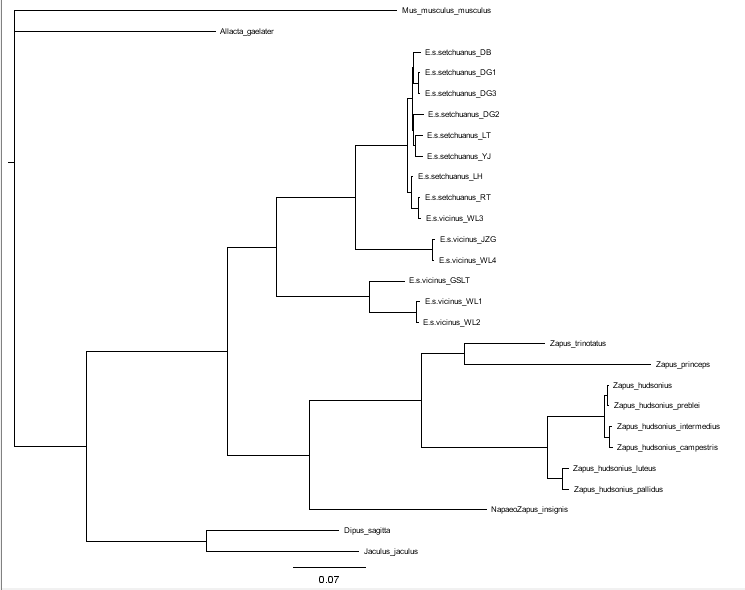 Mus_musculus_musculus
Allacta_gaelater
E.s.setchuanus_DB
E.s.setchuanus_DG1
E.s.setchuanus_DG3
E.s.setchuanus_DG2
E.s.setchuanus_LT
E.s.setchuanus_YJ
E.s.setchuanus_LH
E.s.setchuanus_RT
E.s.vicinus_WL3
E.s.vicinus_JZG
E.s.vicinus_WL4
E.s.vicinus_GSLT
E.s.vicinus_WL1
E.s.vicinus_WL2
Zapus_trinotatus
Zapus_princeps
Zapus_hudsonius
Zapus_hudsonius_preblei
Zapus_hudsonius_intermedius
Zapus_hudsonius_campestris
Zapus_hudsonius_luteus
Zapus_hudsonius_pallidus
NapaeoZapus_insignis
Dipus_sagitta
Jaculus_jaculus
0.07